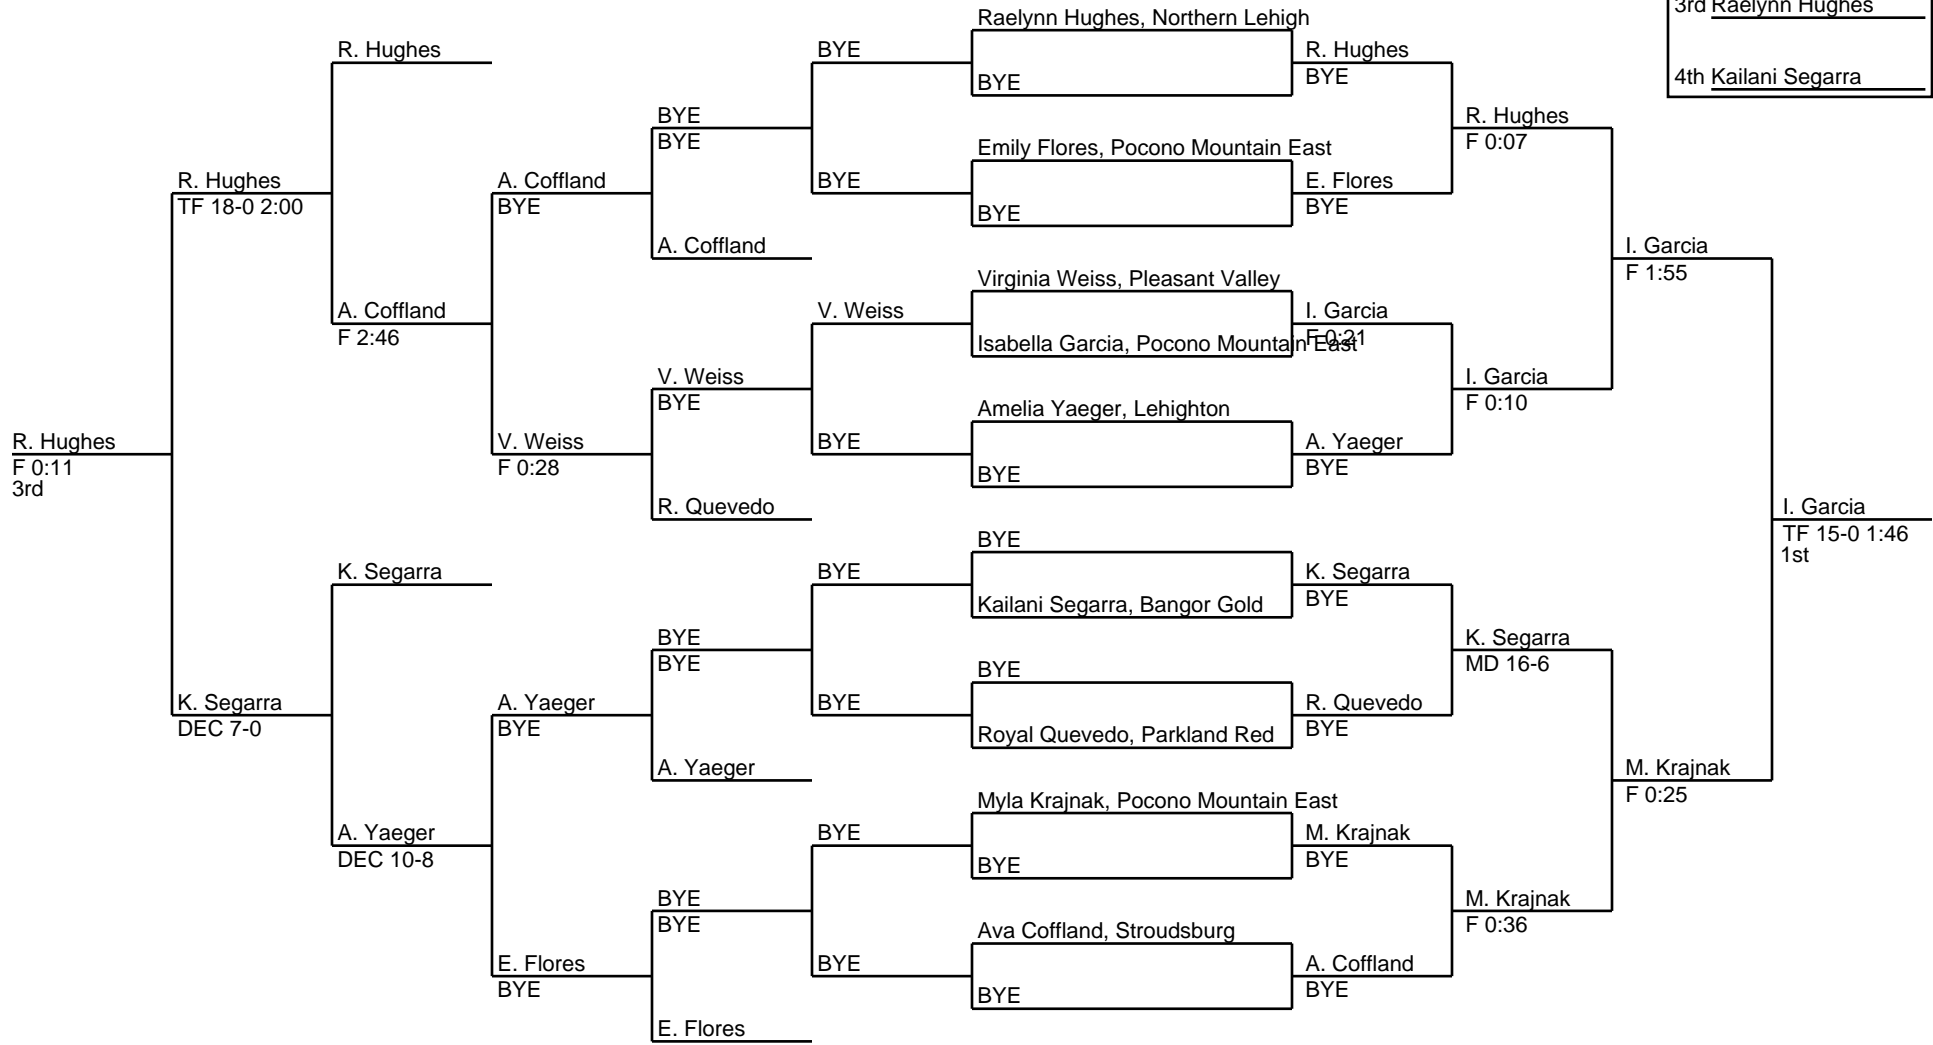 3rd Raelynn Hughes
4th Kailani Segarra
R. Hughes
F 0:11
3rd
R. Hughes
TF 18-0 2:00
K. Segarra
DEC 7-0
R. Hughes
A. Coffland
F 2:46
K. Segarra
A. Yaeger
DEC 10-8
A. Coffland
BYE
V. Weiss
F 0:28
A. Yaeger
BYE
E. Flores
BYE
BYE
BYE
A. Coffland
V. Weiss
BYE
R. Quevedo
BYE
BYE
A. Yaeger
BYE
BYE
E. Flores
BYE
BYE
V. Weiss
BYE
BYE
BYE
BYE
BYE
Raelynn Hughes, Northern Lehigh
BYE
Emily Flores, Pocono Mountain East
BYE
Virginia Weiss, Pleasant Valley
Isabella Garcia, Pocono Mountain East
Amelia Yaeger, Lehighton
BYE
BYE
Kailani Segarra, Bangor Gold
BYE
Royal Quevedo, Parkland Red
Myla Krajnak, Pocono Mountain East
BYE
Ava Coffland, Stroudsburg
BYE
R. Hughes
BYE
E. Flores
BYE
I. Garcia
F 0:21
A. Yaeger
BYE
K. Segarra
BYE
R. Quevedo
BYE
M. Krajnak
BYE
A. Coffland
BYE
R. Hughes
F 0:07
I. Garcia
F 0:10
K. Segarra
MD 16-6
M. Krajnak
F 0:36
I. Garcia
F 1:55
M. Krajnak
F 0:25
I. Garcia
TF 15-0 1:46
1st